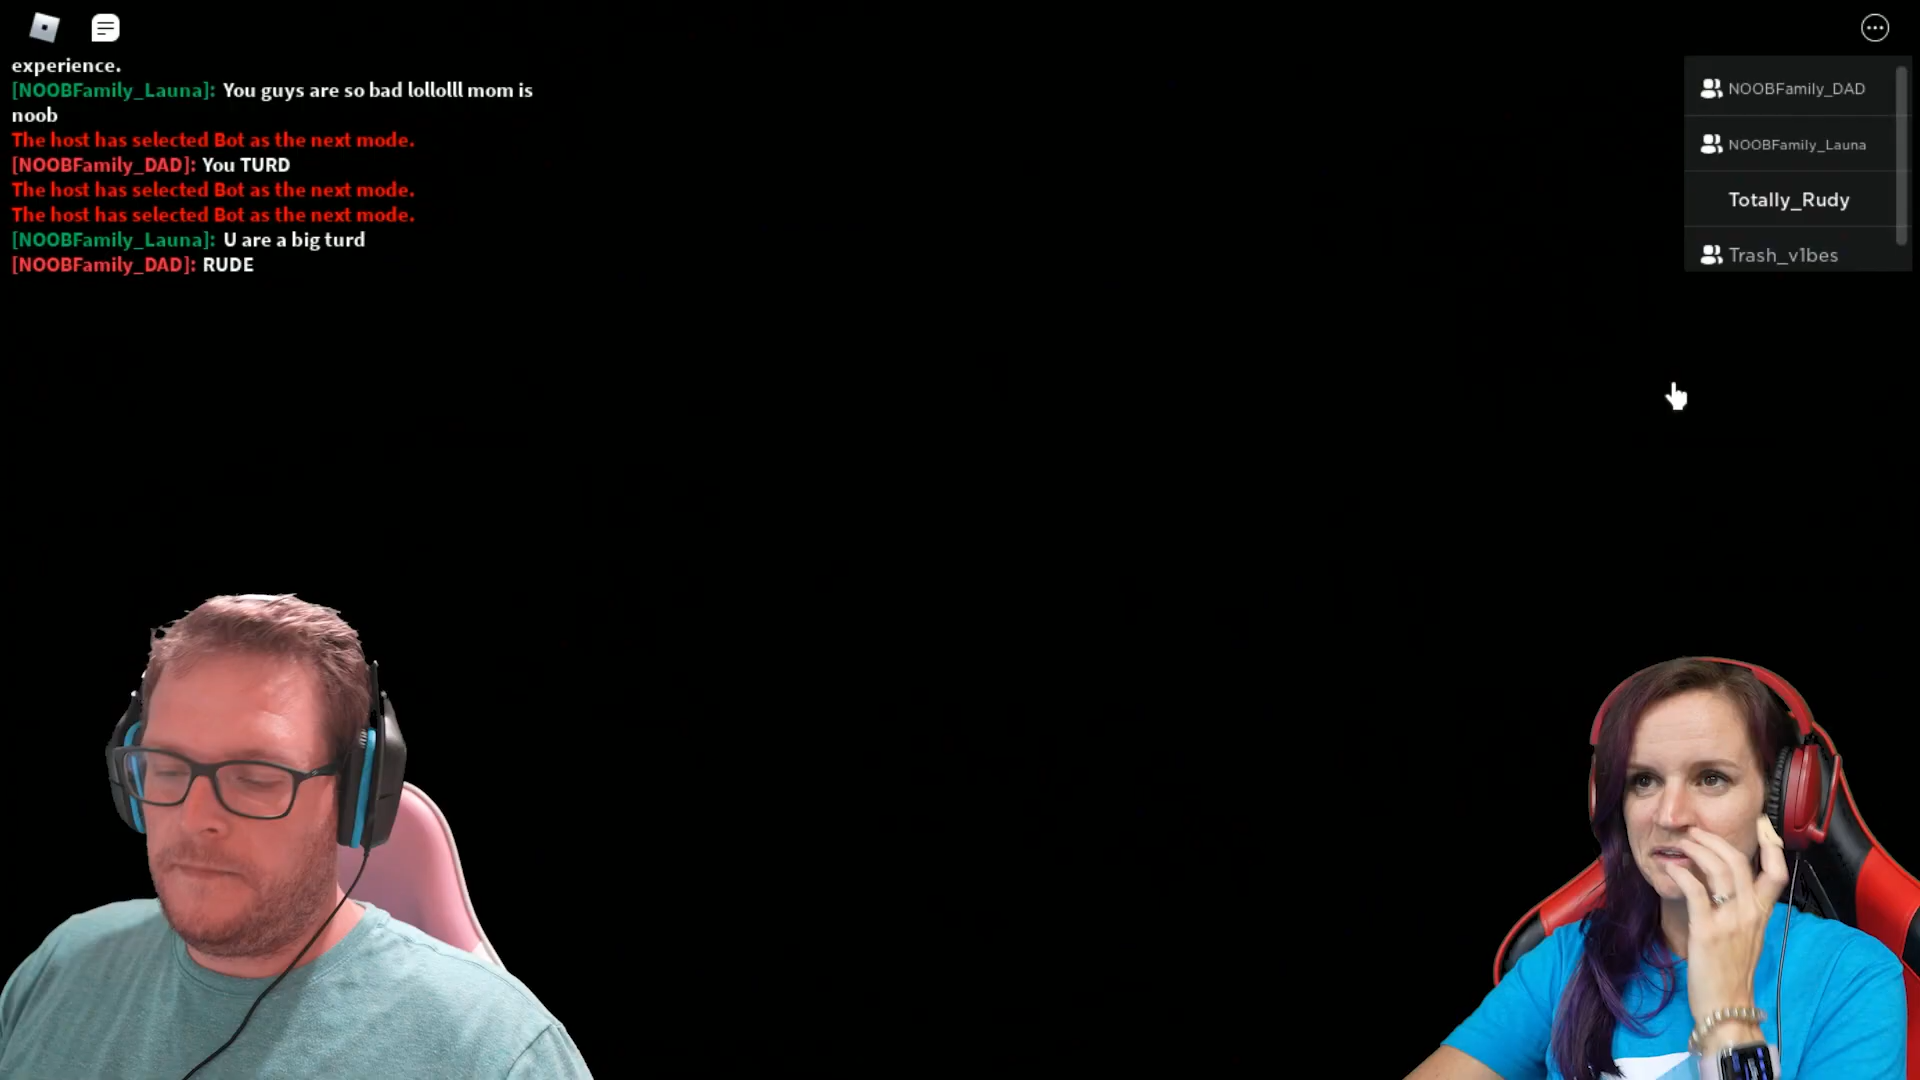 experience.
[NOOBFamily_Launa]: You guys are so bad lollolll mom is
noob
The host has selected Bot as the next mode.
[NOOBFamily_DAD]: You TURD
The host has selected Bot as the next mode.
The host has selected Bot as the next mode.
[NOOBFamily_Launa]: U are a big turd
[NOOBFamily_DAD]: RUDE
NOOBFamily_DAD
NOOBFamily_Launa
Totally_Rudy
Trash_v1bes